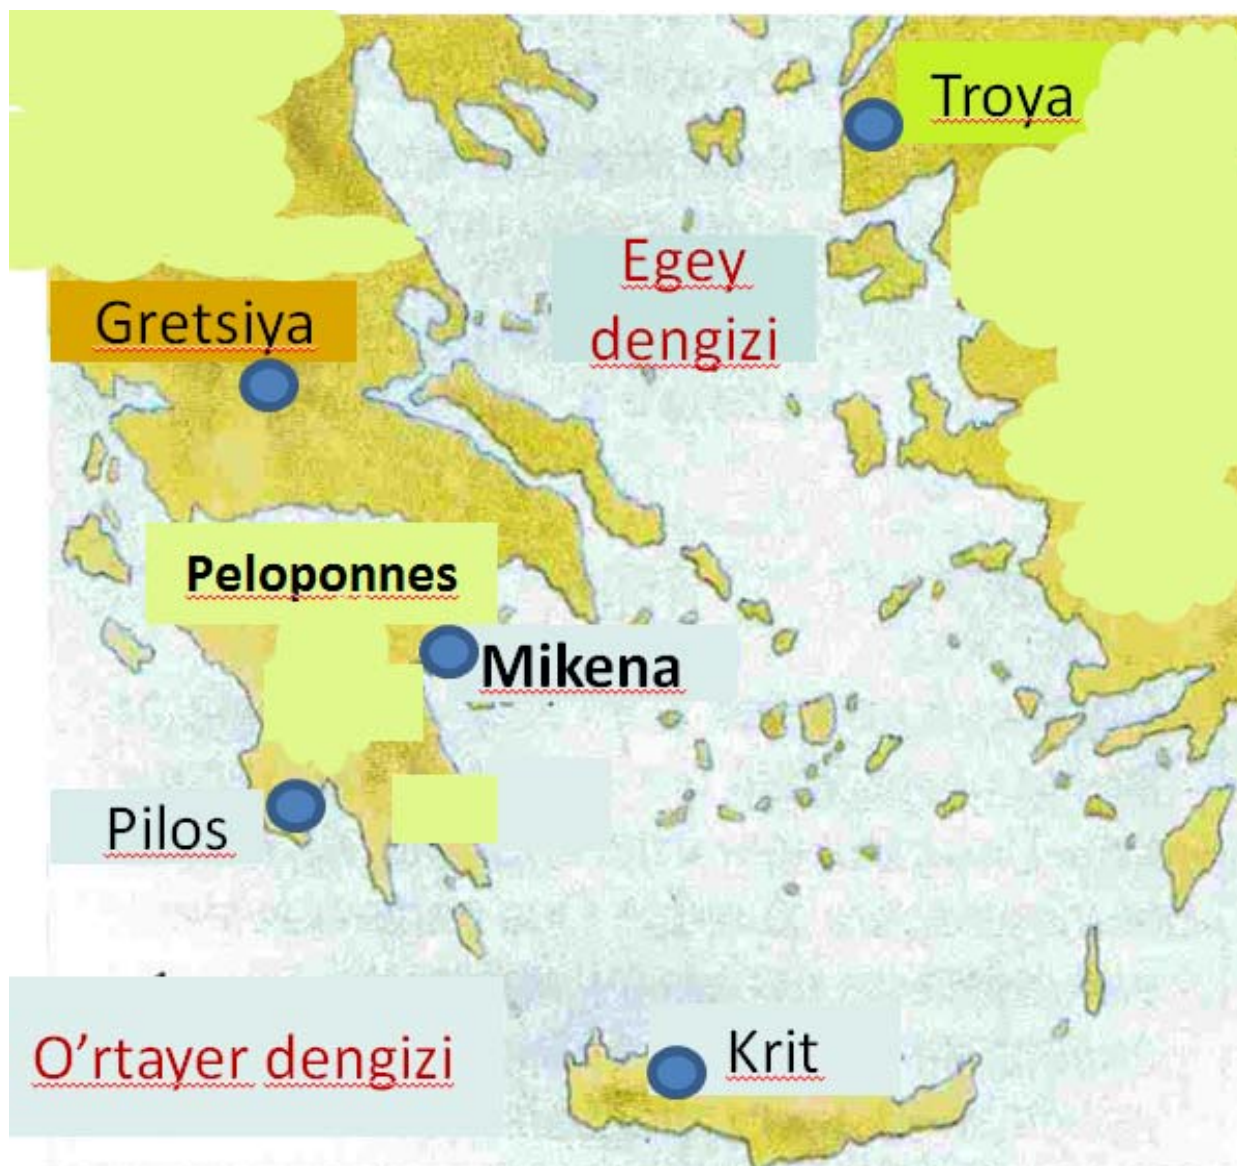 Troya
Egey
dengizi
Gretsiya
Peloponnes
Mikena
Pilos
O'rtayer dengizi
Krit